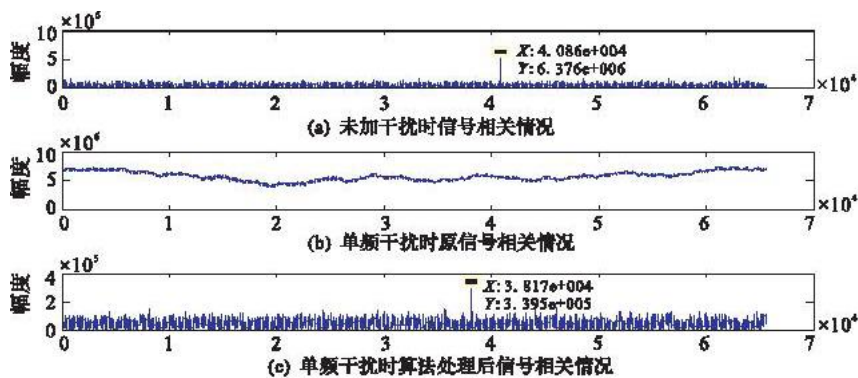 ×10⁶
幅度
10
5
0
X: 4. 086e+004
Y: 6. 376e+006
0 1 2 3 4 5 6 7
×10⁴
(a) 未加干扰时信号相关情况
×10⁶
幅度
10
5
0
0 1 2 3 4 5 6 7
×10⁴
(b) 单频干扰时原信号相关情况
×10⁵
幅度
4
2
0
X: 3. 817e+004
Y: 3. 395e+005
0 1 2 3 4 5 6 7
×10⁴
(c) 单频干扰时算法处理后信号相关情况